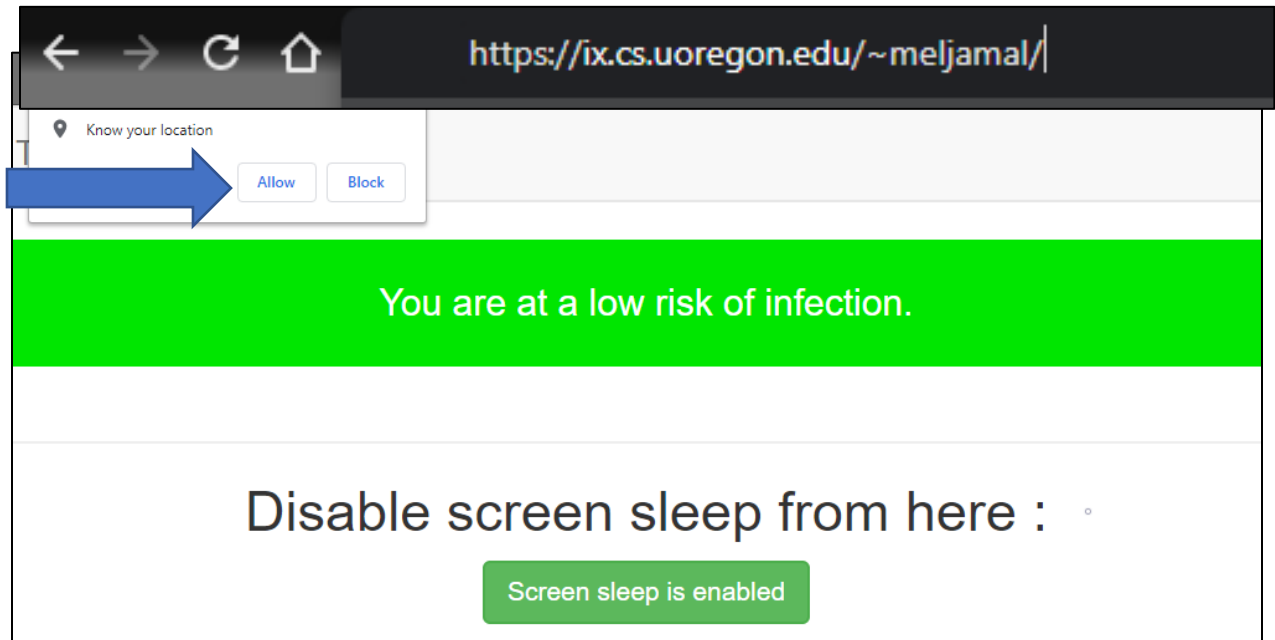 https://ix.cs.uoregon.edu/~meljamal/
Know your location
Allow Block
You are at a low risk of infection.
Disable screen sleep from here :
Screen sleep is enabled